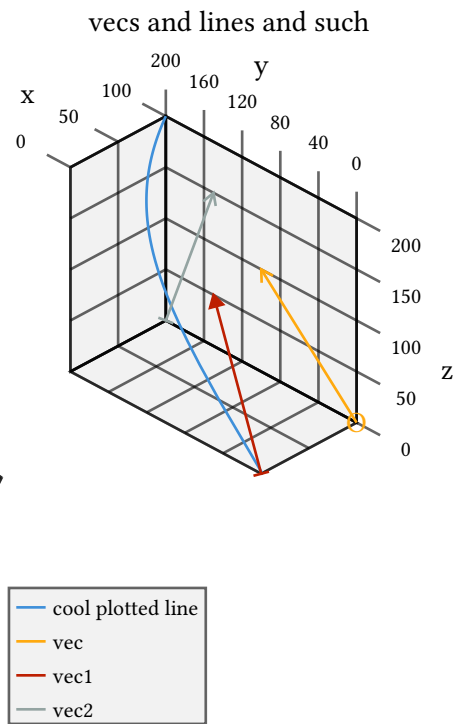 vecs and lines and such
x
0
50
100
y
200
160
120
80
40
0
200
150
100
50
0
z
cool plotted line
vec
vec1
vec2